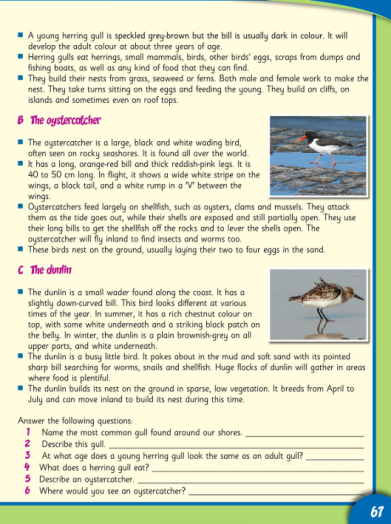 ■ A young herring gull is speckled grey-brown but the bill is usually dark in colour. It will
develop the adult colour at about three years of age.
■ Herring gulls eat herrings, small mammals, birds, other birds' eggs, scraps from dumps and
fishing boats, as well as any kind of food that they can find.
■ They build their nests from grass, seaweed or ferns. Both male and female work to make the
nest. They take turns sitting on the eggs and feeding the young. They build on cliffs, on
islands and sometimes even on roof tops.
B The oystercatcher
■ The oystercatcher is a large, black and white wading bird,
often seen on rocky seashores. It is found all over the world.
■ It has a long, orange-red bill and thick reddish-pink legs. It is
40 to 50 cm long. In flight, it shows a wide white stripe on the
wings, a black tail, and a white rump in a 'V' between the
wings.
■ Oystercatchers feed largely on shellfish, such as oysters, clams and mussels. They attack
them as the tide goes out, while their shells are exposed and still partially open. They use
their long bills to get the shellfish off the rocks and to lever the shells open. The
oystercatcher will fly inland to find insects and worms too.
■ These birds nest on the ground, usually laying their two to four eggs in the sand.
C The dunlin
■ The dunlin is a small wader found along the coast. It has a
slightly down-curved bill. This bird looks different at various
times of the year. In summer, it has a rich chestnut colour on
top, with some white underneath and a striking black patch on
the belly. In winter, the dunlin is a plain brownish-grey on all
upper parts, and white underneath.
■ The dunlin is a busy little bird. It pokes about in the mud and soft sand with its pointed
sharp bill searching for worms, snails and shellfish. Huge flocks of dunlin will gather in areas
where food is plentiful.
■ The dunlin builds its nest on the ground in sparse, low vegetation. It breeds from April to
July and can move inland to build its nest during this time.
Answer the following questions:
1 Name the most common gull found around our shores.
2 Describe this gull.
3 At what age does a young herring gull look the same as an adult gull?
4 What does a herring gull eat?
5 Describe an oystercatcher.
6 Where would you see an oystercatcher?
67